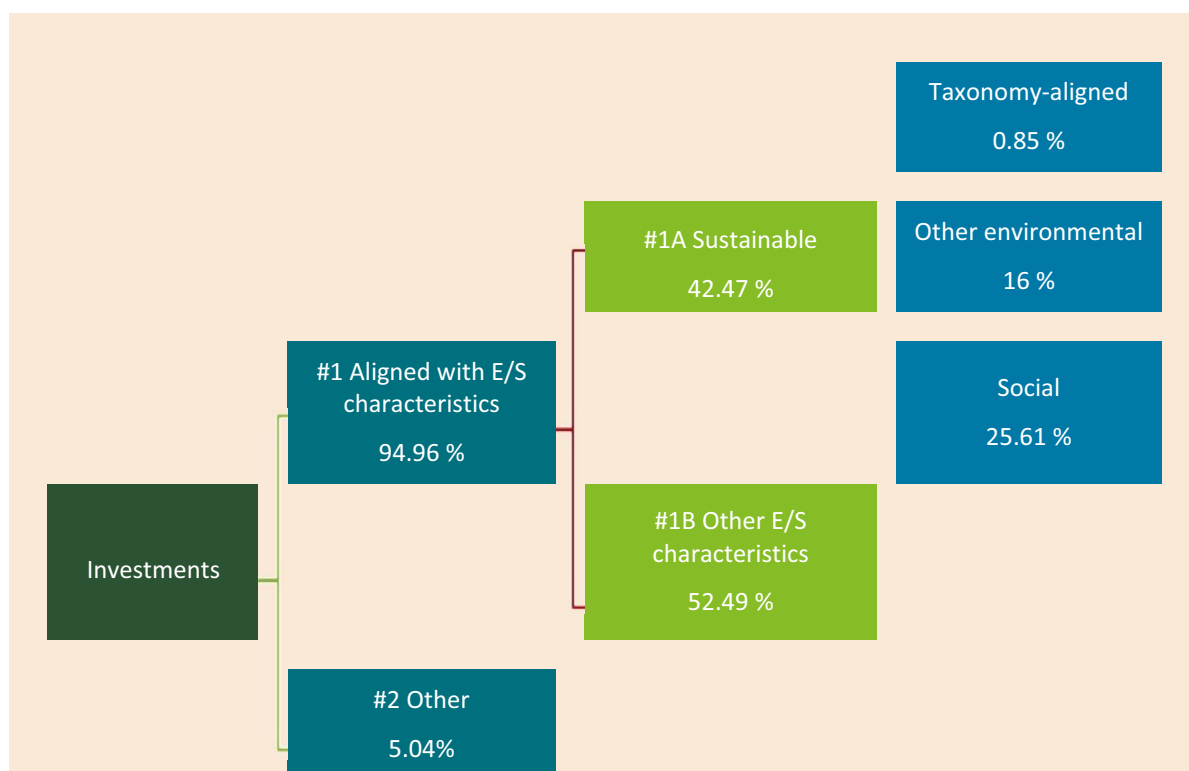 Taxonomy-aligned
0.85 %
#1A Sustainable
42.47 %
Other environmental
16 %
#1 Aligned with E/S
characteristics
94.96 %
Social
25.61 %
Investments
#1B Other E/S
characteristics
52.49 %
#2 Other
5.04%